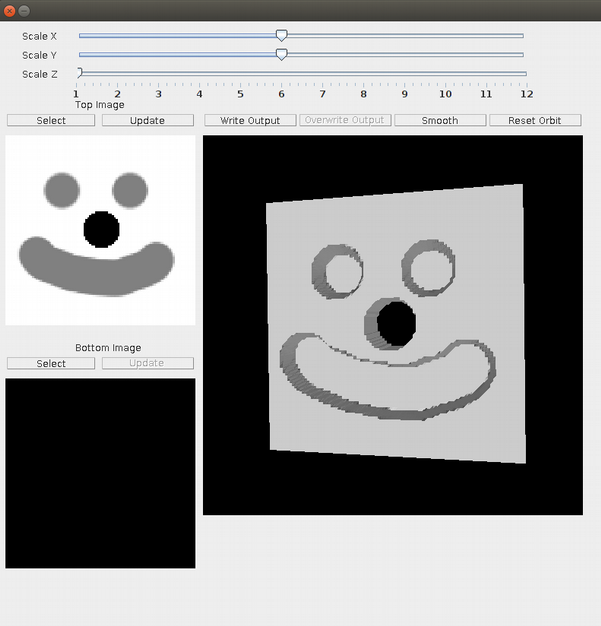 Scale X
Scale Y
Scale Z
1 2 3 4 5 6 7 8 9 10 11 12
Top Image
Select Update Write Output Overwrite Output Smooth Reset Orbit
Bottom Image
Select Update